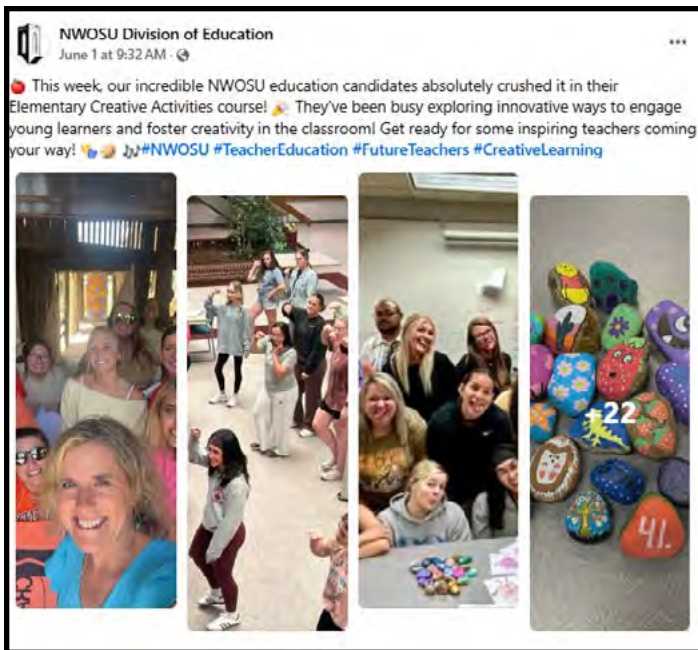 NWOSU Division of Education
June 1 at 9:32 AM ·
🍎 This week, our incredible NWOSU education candidates absolutely crushed it in their
Elementary Creative Activities course! 🎉 They've been busy exploring innovative ways to engage
young learners and foster creativity in the classroom! Get ready for some inspiring teachers coming
your way! #NWOSU #TeacherEducation #FutureTeachers #CreativeLearning
+22
41.